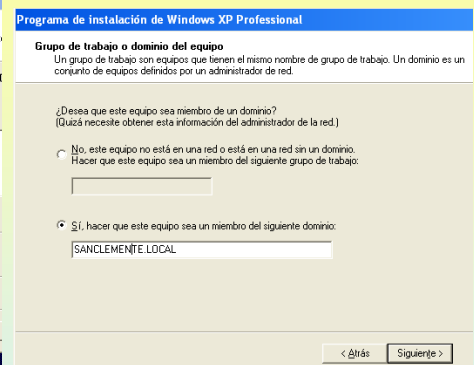 Programa de instalación de Windows XP Professional
Grupo de trabajo o dominio del equipo
Un grupo de trabajo son equipos que tienen el mismo nombre de grupo de trabajo. Un dominio es un
conjunto de equipos definidos por un administrador de red.
¿Desea que este equipo sea miembro de un dominio?
(Quizá necesite obtener esta información del administrador de la red.)
No, este equipo no está en una red o está en una red sin un dominio.
Hacer que este equipo sea un miembro del siguiente grupo de trabajo:
Sí, hacer que este equipo sea un miembro del siguiente dominio:
SANCLEMENTE.LOCAL
< Atrás Siguiente >